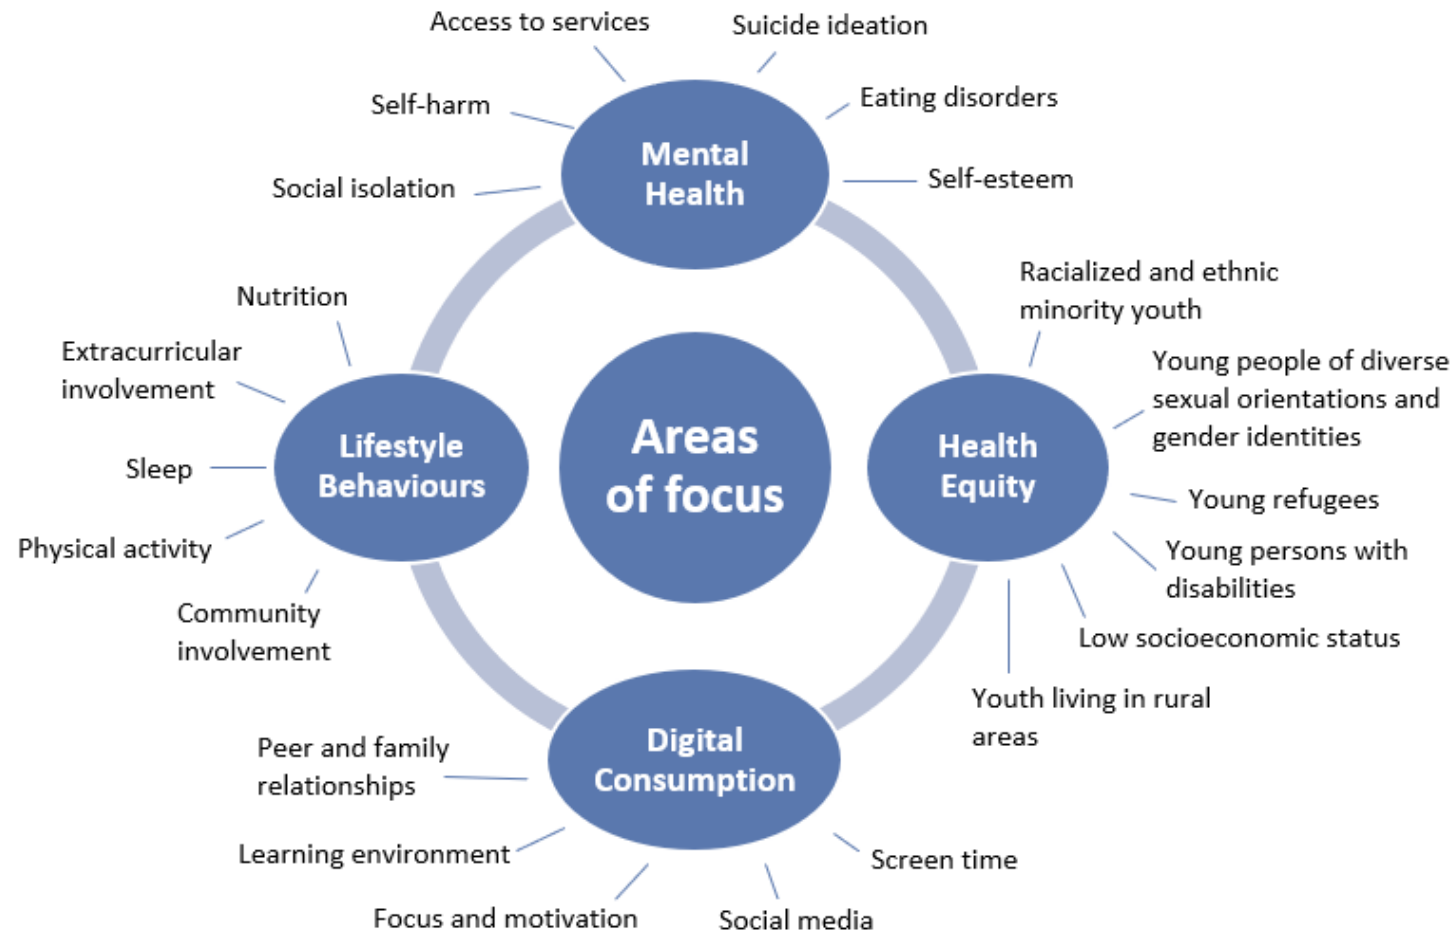 Access to services
Suicide ideation
Self-harm
Eating disorders
Social isolation
Self-esteem
Mental
Health
Racialized and ethnic
minority youth
Young people of diverse
sexual orientations and
gender identities
Young refugees
Young persons with
disabilities
Low socioeconomic status
Youth living in rural
areas
Health
Equity
Areas
of focus
Nutrition
Extracurricular
involvement
Sleep
Physical activity
Community
involvement
Lifestyle
Behaviours
Digital
Consumption
Peer and family
relationships
Learning environment
Focus and motivation
Social media
Screen time